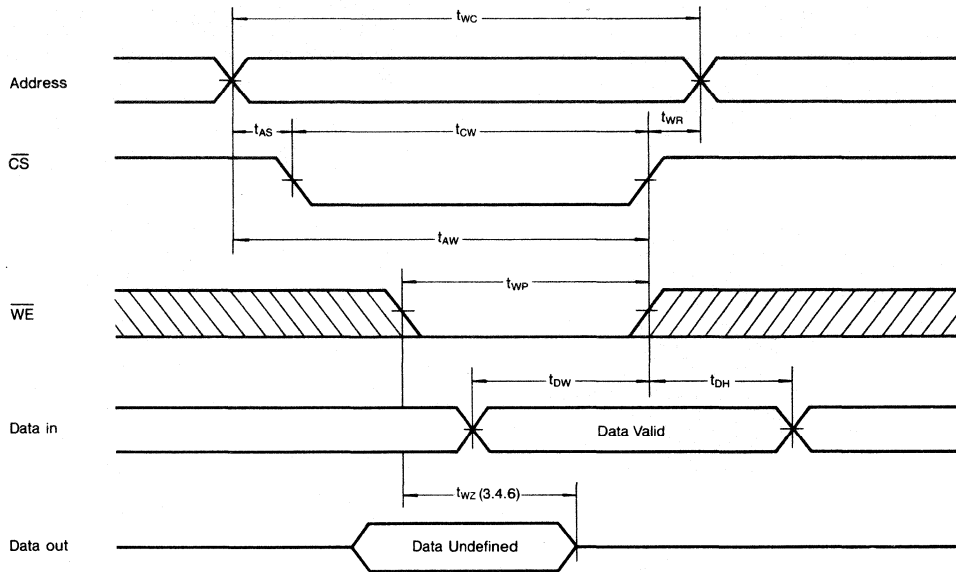 tWC
Address
tAS
tCW
tWR
CS
tAW
tWP
WE
tDW
tDH
Data in
Data Valid
tWZ (3.4.6)
Data out
Data Undefined